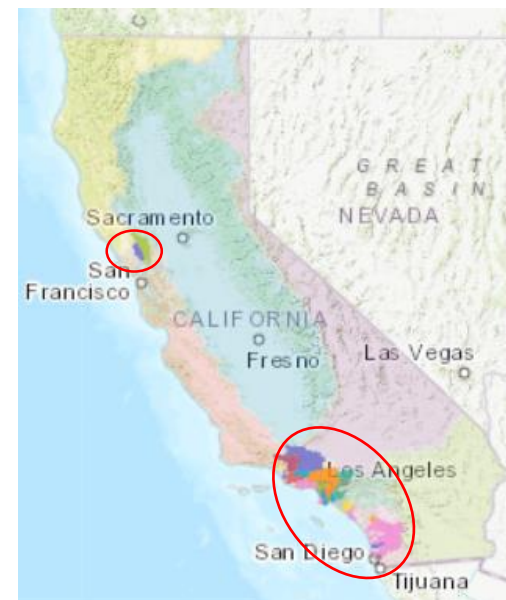 GREAT
BASIN
NEVADA
Sacramento
San
Francisco
CALIFORNIA
Fresno
Las Vegas
Los Angeles
San Diego
Tijuana